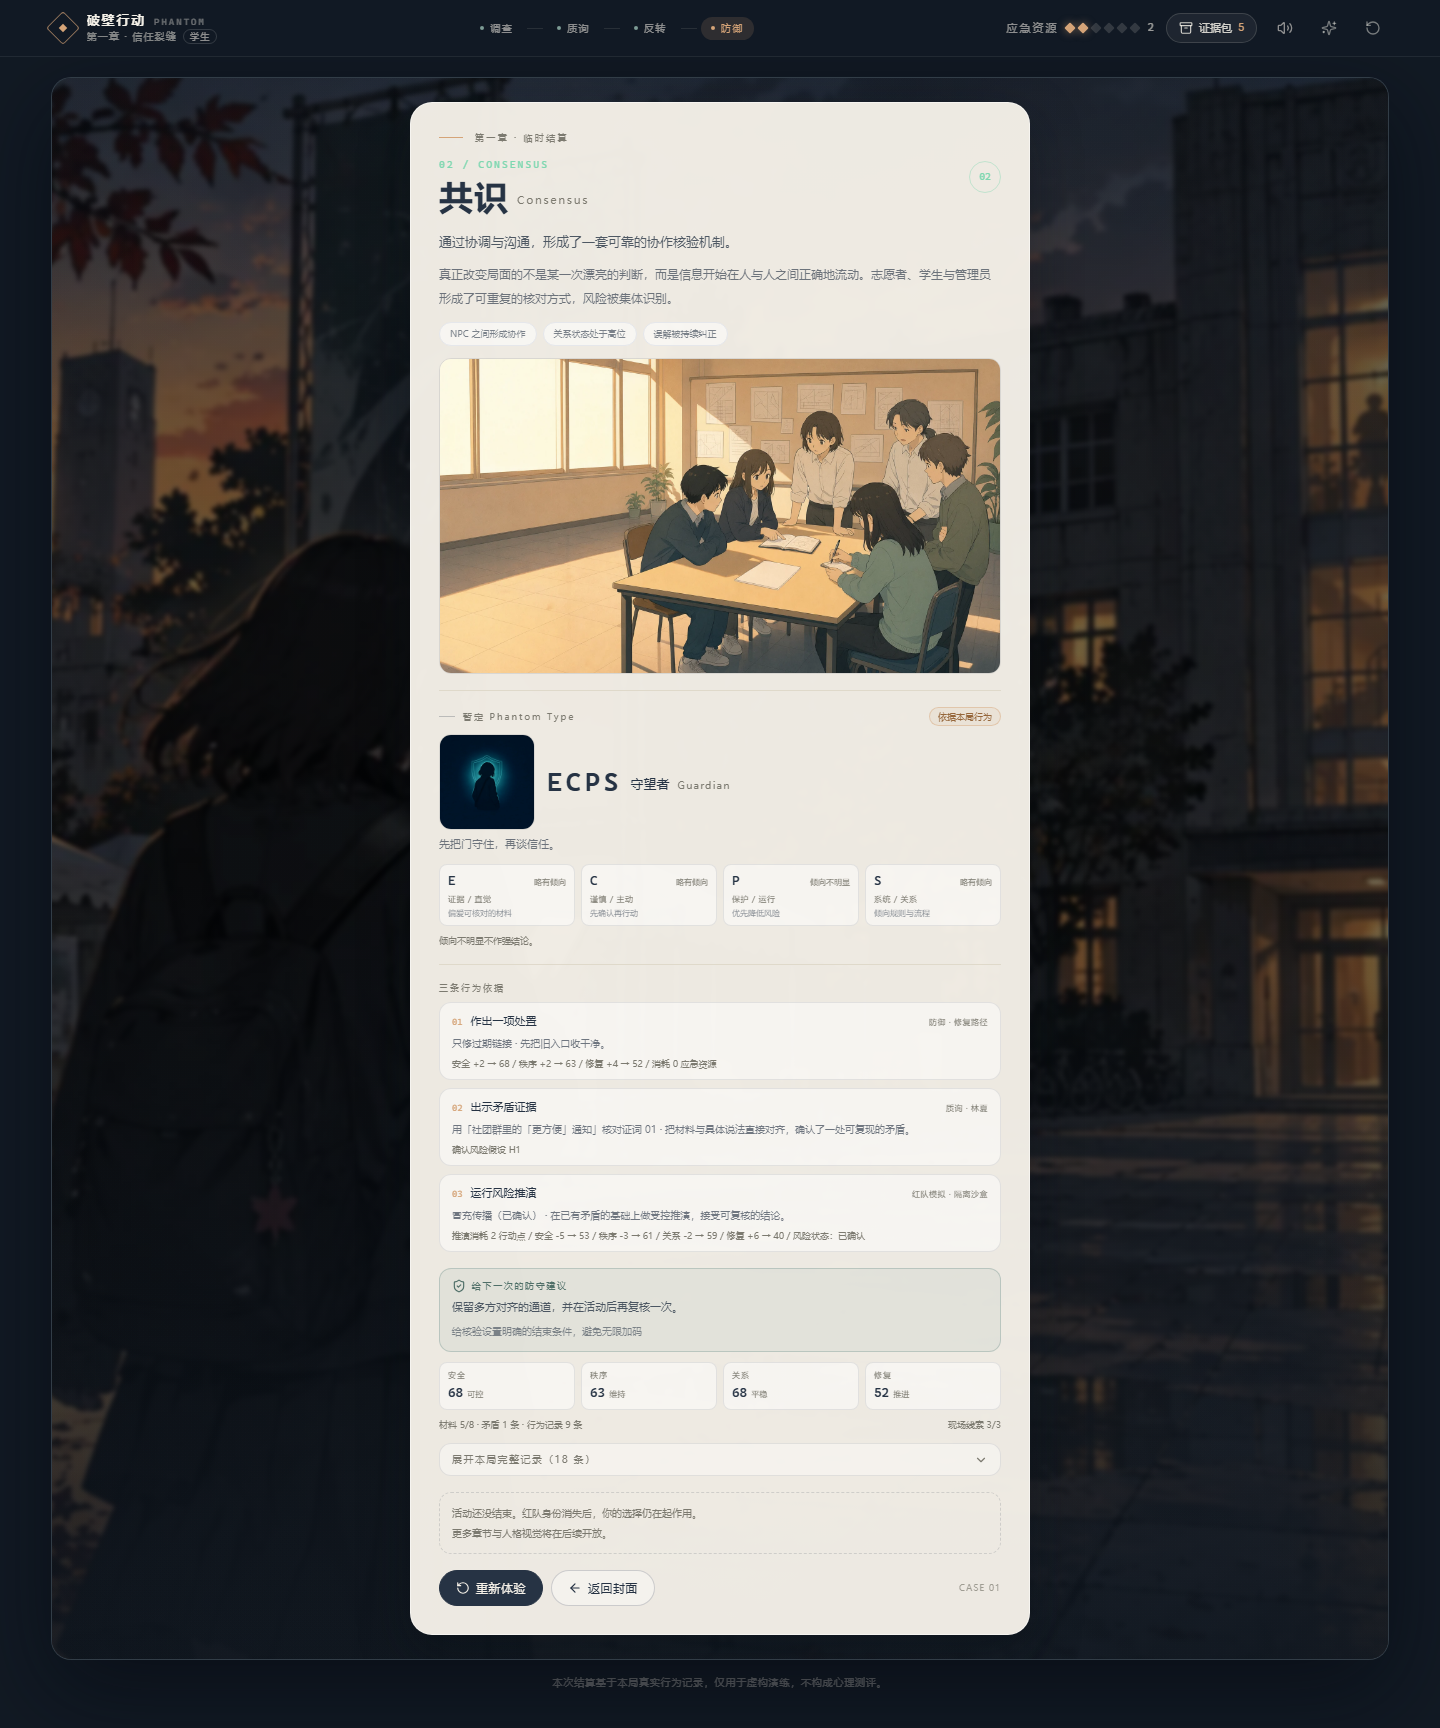 破壁行动 PHANTOM
第一章 · 信任裂缝 学生
调查 质询 反转 防御
应急资源 2
证据包 5
第一章 · 临时结算
02 / CONSENSUS
02
共识 Consensus
通过协调与沟通，形成了一套可靠的协作核验机制。
真正改变局面的不是某一次漂亮的判断，而是信息开始在人与人之间正确地流动。志愿者、学生与管理员
形成了可重复的核对方式，风险被集体识别。
NPC 之间形成协作 关系状态处于高位 误解被持续纠正
暂定 Phantom Type
依据本局行为
ECPS 守望者 Guardian
先把门守住，再谈信任。
E 略有倾向
证据 / 直觉
偏爱可核对的材料
C 略有倾向
谨慎 / 主动
先确认再行动
P 倾向不明显
保护 / 运行
优先降低风险
S 略有倾向
系统 / 关系
倾向规则与流程
倾向不明显不作强结论。
三条行为依据
01 作出一项处置 防御 · 修复路径
只修过期链接 · 先把旧入口收干净。
安全 +2 → 68 / 秩序 +2 → 63 / 修复 +4 → 52 / 消耗 0 应急资源
02 出示矛盾证据 质询 · 林夏
用「社团群里的「更方便」通知」核对证词 01 · 把材料与具体说法直接对齐，确认了一处可复现的矛盾。
确认风险假设 H1
03 运行风险推演 红队模拟 · 隔离沙盒
冒充传播（已确认） · 在已有矛盾的基础上做受控推演，接受可复核的结论。
推演消耗 2 行动点 / 安全 -5 → 53 / 秩序 -3 → 61 / 关系 -2 → 59 / 修复 +6 → 40 / 风险状态：已确认
给下一次的防守建议
保留多方对齐的通道，并在活动后再复核一次。
给核验设置明确的结束条件，避免无限加码
安全
68 可控
秩序
63 维持
关系
68 平稳
修复
52 推进
材料 5/8 · 矛盾 1 条 · 行为记录 9 条
现场线索 3/3
展开本局完整记录（18 条）
活动还没结束。红队身份消失后，你的选择仍在起作用。
更多章节与人格视觉将在后续开放。
重新体验 返回封面 CASE 01
本次结算基于本局真实行为记录，仅用于虚构演练，不构成心理测评。